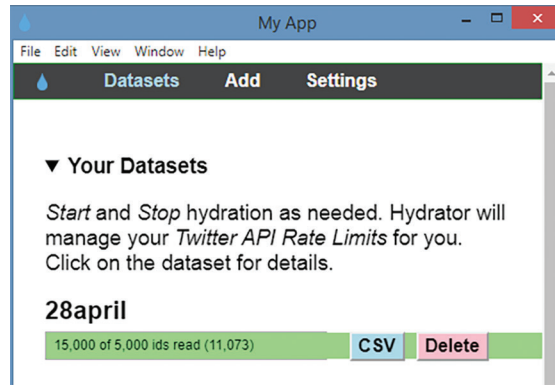 My App
File Edit View Window Help
Datasets Add Settings
▼ Your Datasets
Start and Stop hydration as needed. Hydrator will
manage your Twitter API Rate Limits for you.
Click on the dataset for details.
28april
15,000 of 5,000 ids read (11,073) CSV Delete